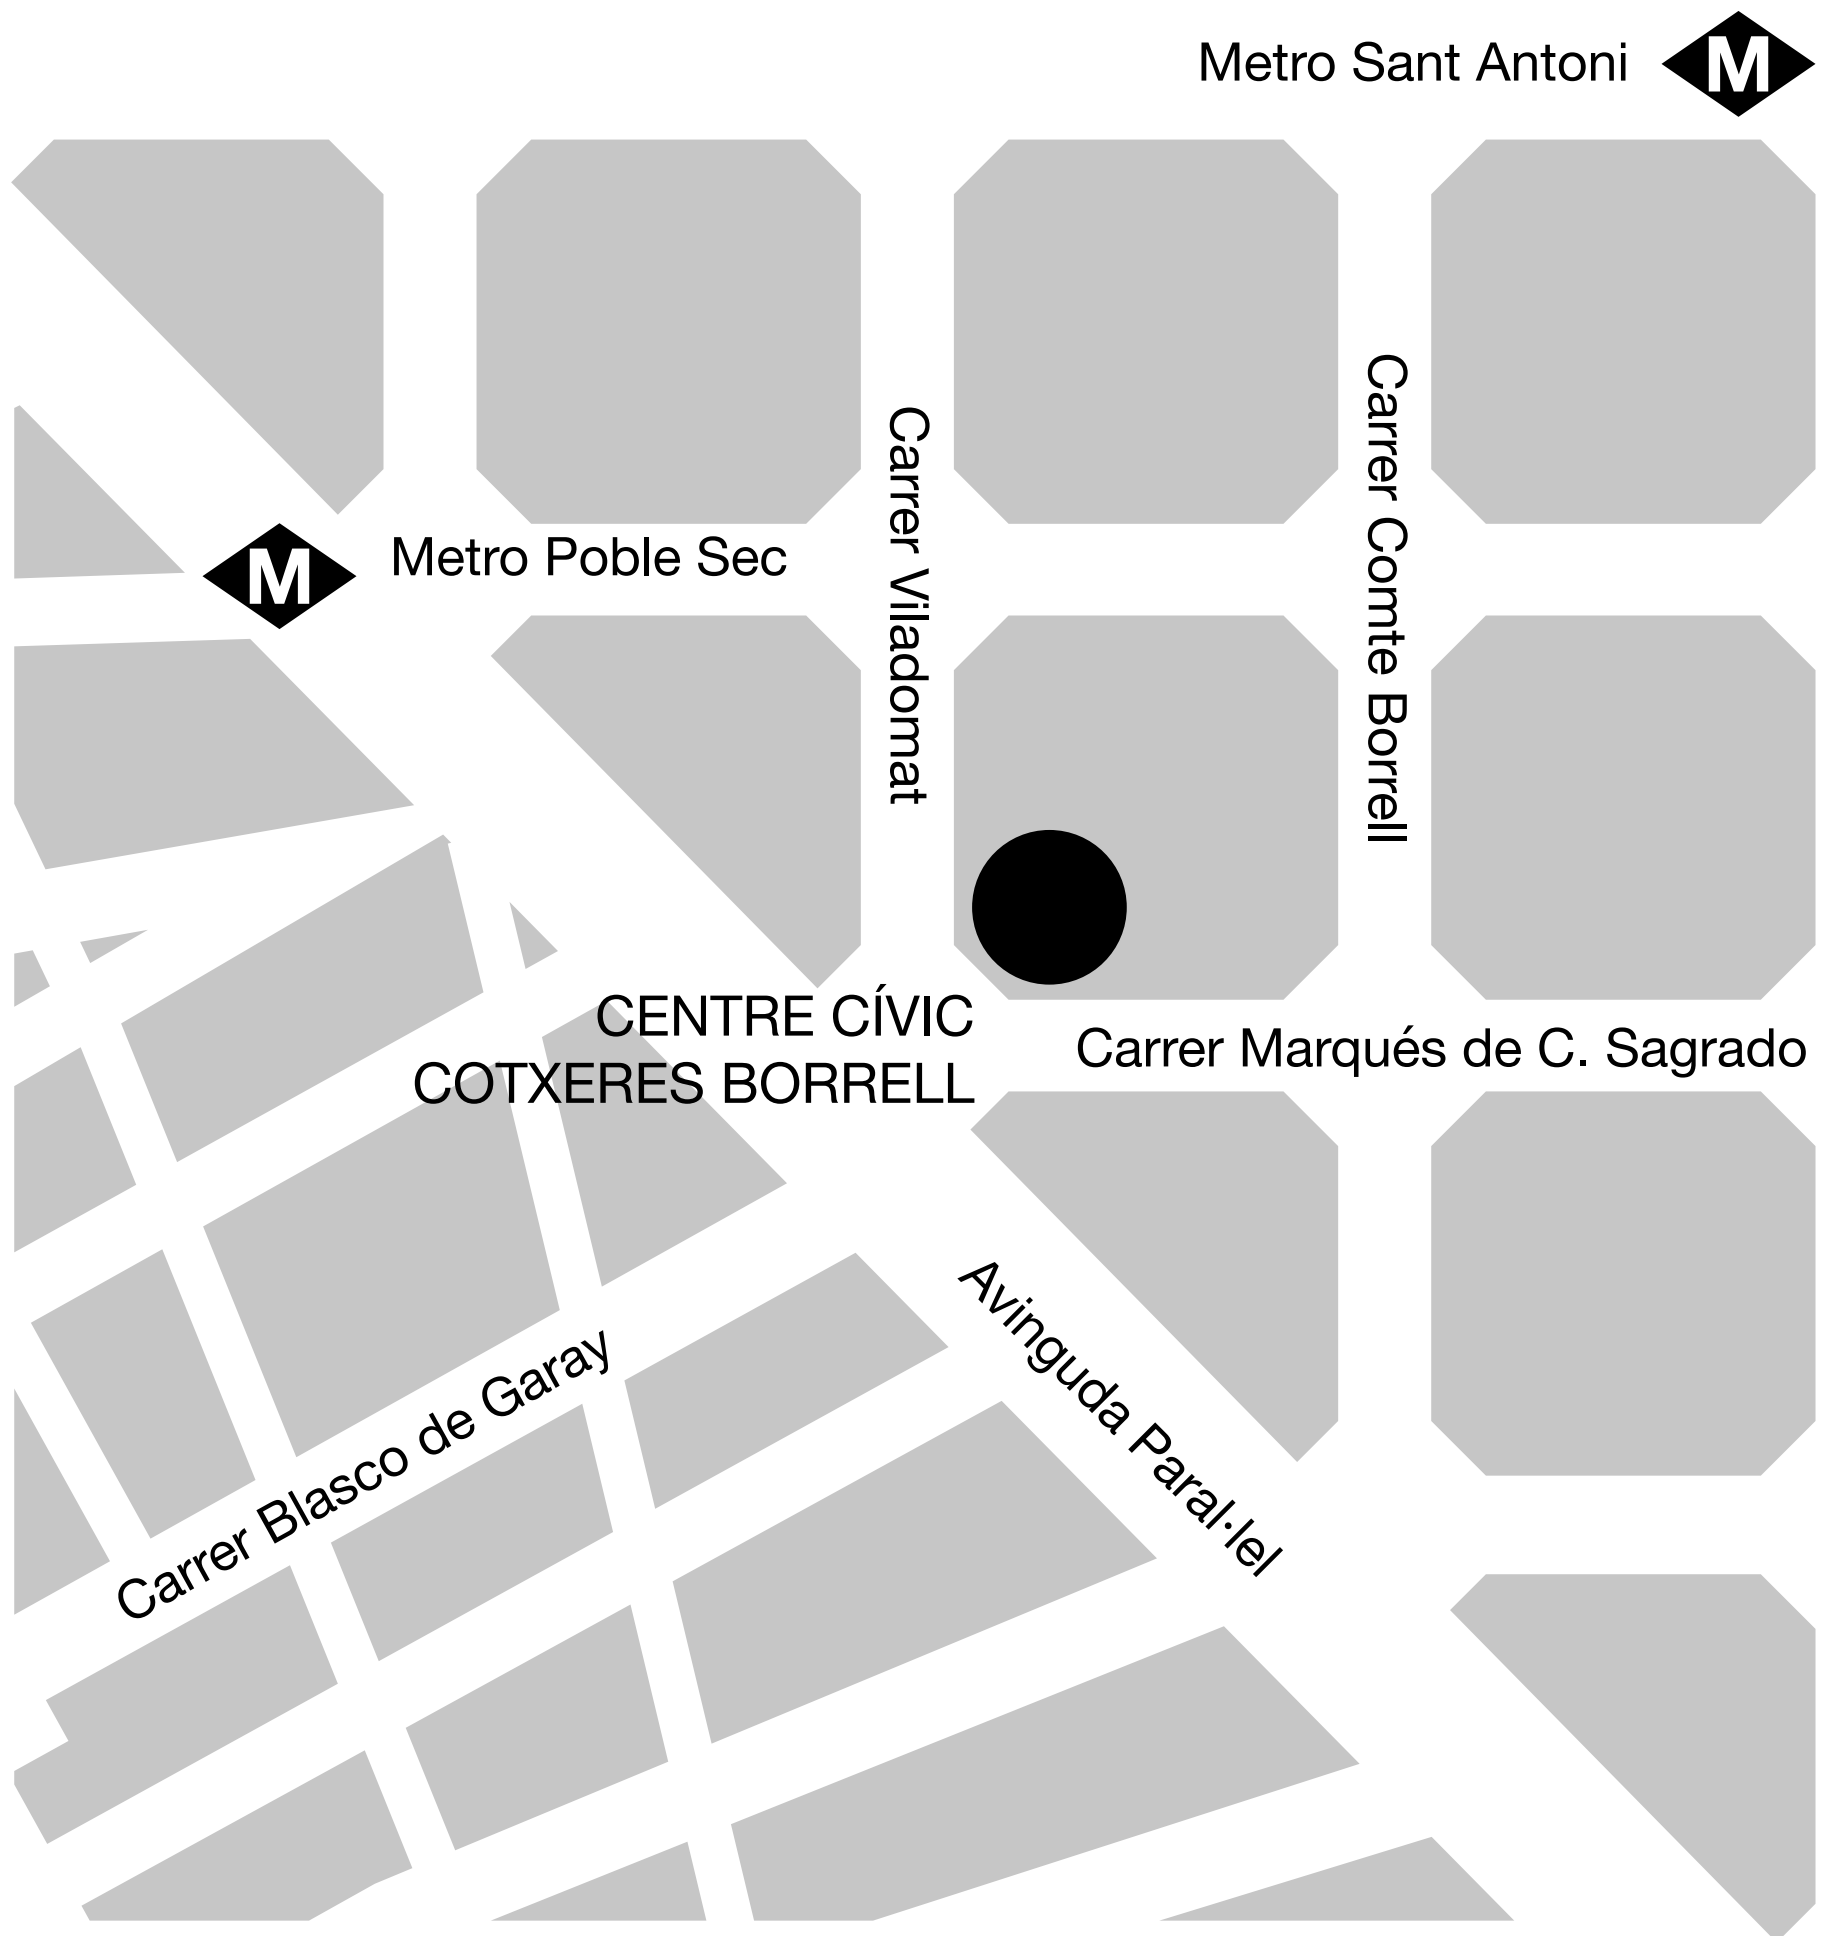 Metro Sant Antoni M
M Metro Poble Sec
Carrer Viladomat
Carrer Comte Borrell
CENTRE CÍVIC
COTXERES BORRELL
Carrer Marqués de C. Sagrado
Avinguda Paral·lel
Carrer Blasco de Garay